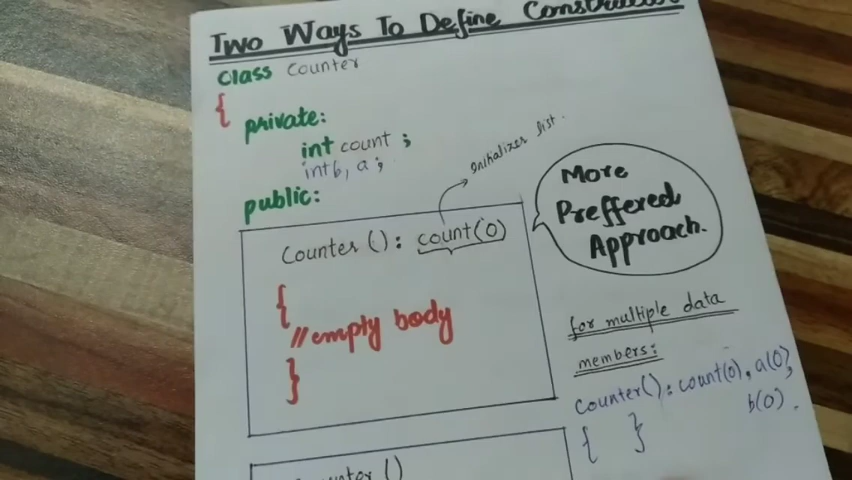 Two Ways To Define Constructor
class Counter
{
private:
int count ;
int b, a ;
public:
Initializer list.
Counter () : count(0)
{
//empty body
}
More
Preffered
Approach.
for multiple data
members:
counter() : count(0), a(0),
b(0) .
{ }